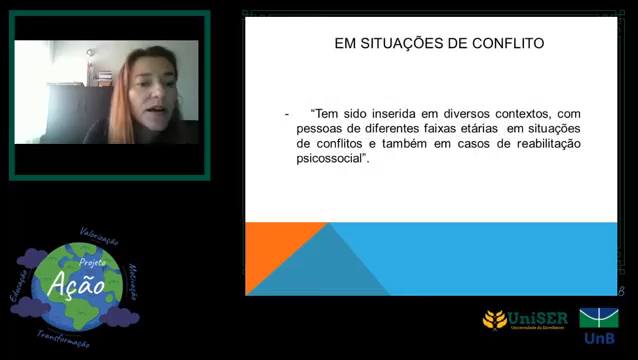 EM SITUAÇÕES DE CONFLITO
- “Tem sido inserida em diversos contextos, com
pessoas de diferentes faixas etárias em situações
de conflitos e também em casos de reabilitação
psicossocial”.
Valorização
Educação
Projeto
Ação
Motivação
Transformação
UniSER
UnB